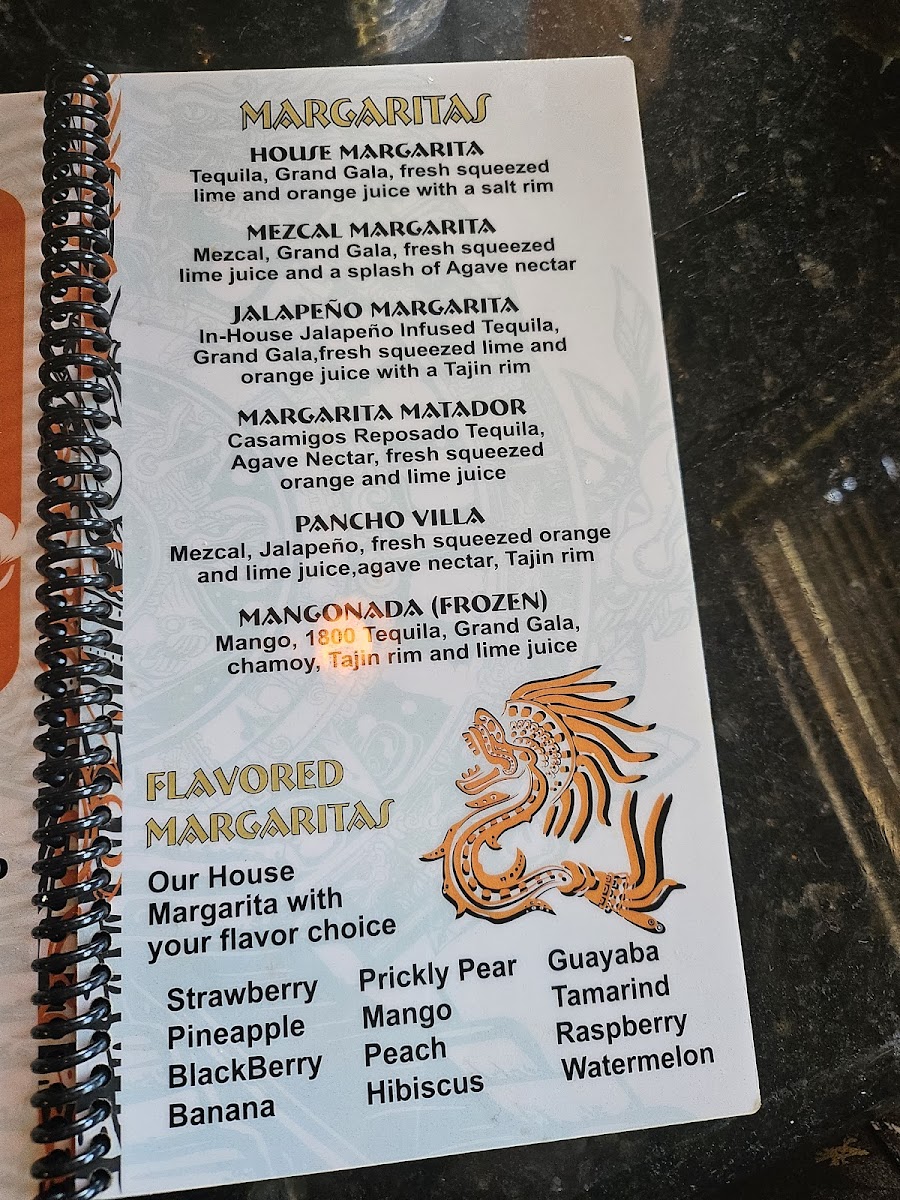 MARGARITAS
HOUSE MARGARITA
Tequila, Grand Gala, fresh squeezed
lime and orange juice with a salt rim
MEZCAL MARGARITA
Mezcal, Grand Gala, fresh squeezed
lime juice and a splash of Agave nectar
JALAPEÑO MARGARITA
In-House Jalapeño Infused Tequila,
Grand Gala,fresh squeezed lime and
orange juice with a Tajin rim
MARGARITA MATADOR
Casamigos Reposado Tequila,
Agave Nectar, fresh squeezed
orange and lime juice
PANCHO VILLA
Mezcal, Jalapeño, fresh squeezed orange
and lime juice,agave nectar, Tajin rim
MANGONADA (FROZEN)
Mango, 1800 Tequila, Grand Gala,
chamoy, Tajin rim and lime juice
FLAVORED
MARGARITAS
Our House
Margarita with
your flavor choice
Strawberry
Pineapple
BlackBerry
Banana
Prickly Pear
Mango
Peach
Hibiscus
Guayaba
Tamarind
Raspberry
Watermelon